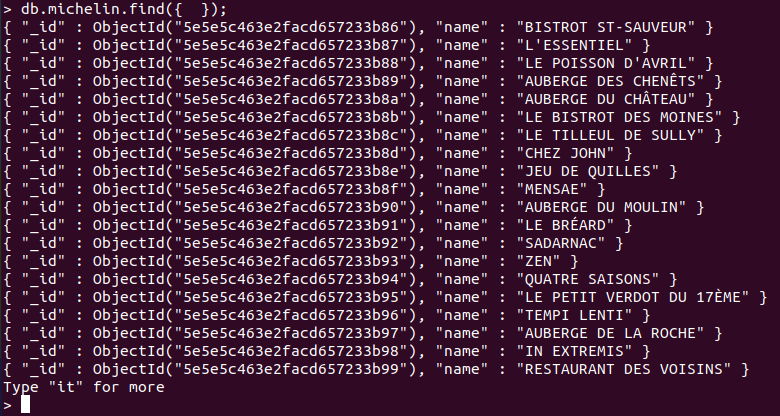 > db.michelin.find({  });
{ "_id" : ObjectId("5e5e5c463e2facd657233b86"), "name" : "BISTROT ST-SAUVEUR" }
{ "_id" : ObjectId("5e5e5c463e2facd657233b87"), "name" : "L'ESSENTIEL" }
{ "_id" : ObjectId("5e5e5c463e2facd657233b88"), "name" : "LE POISSON D'AVRIL" }
{ "_id" : ObjectId("5e5e5c463e2facd657233b89"), "name" : "AUBERGE DES CHENÊTS" }
{ "_id" : ObjectId("5e5e5c463e2facd657233b8a"), "name" : "AUBERGE DU CHÂTEAU" }
{ "_id" : ObjectId("5e5e5c463e2facd657233b8b"), "name" : "LE BISTROT DES MOINES" }
{ "_id" : ObjectId("5e5e5c463e2facd657233b8c"), "name" : "LE TILLEUL DE SULLY" }
{ "_id" : ObjectId("5e5e5c463e2facd657233b8d"), "name" : "CHEZ JOHN" }
{ "_id" : ObjectId("5e5e5c463e2facd657233b8e"), "name" : "JEU DE QUILLES" }
{ "_id" : ObjectId("5e5e5c463e2facd657233b8f"), "name" : "MENSAE" }
{ "_id" : ObjectId("5e5e5c463e2facd657233b90"), "name" : "AUBERGE DU MOULIN" }
{ "_id" : ObjectId("5e5e5c463e2facd657233b91"), "name" : "LE BRÉARD" }
{ "_id" : ObjectId("5e5e5c463e2facd657233b92"), "name" : "SADARNAC" }
{ "_id" : ObjectId("5e5e5c463e2facd657233b93"), "name" : "ZEN" }
{ "_id" : ObjectId("5e5e5c463e2facd657233b94"), "name" : "QUATRE SAISONS" }
{ "_id" : ObjectId("5e5e5c463e2facd657233b95"), "name" : "LE PETIT VERDOT DU 17ÈME" }
{ "_id" : ObjectId("5e5e5c463e2facd657233b96"), "name" : "TEMPI LENTI" }
{ "_id" : ObjectId("5e5e5c463e2facd657233b97"), "name" : "AUBERGE DE LA ROCHE" }
{ "_id" : ObjectId("5e5e5c463e2facd657233b98"), "name" : "IN EXTREMIS" }
{ "_id" : ObjectId("5e5e5c463e2facd657233b99"), "name" : "RESTAURANT DES VOISINS" }
Type "it" for more
>